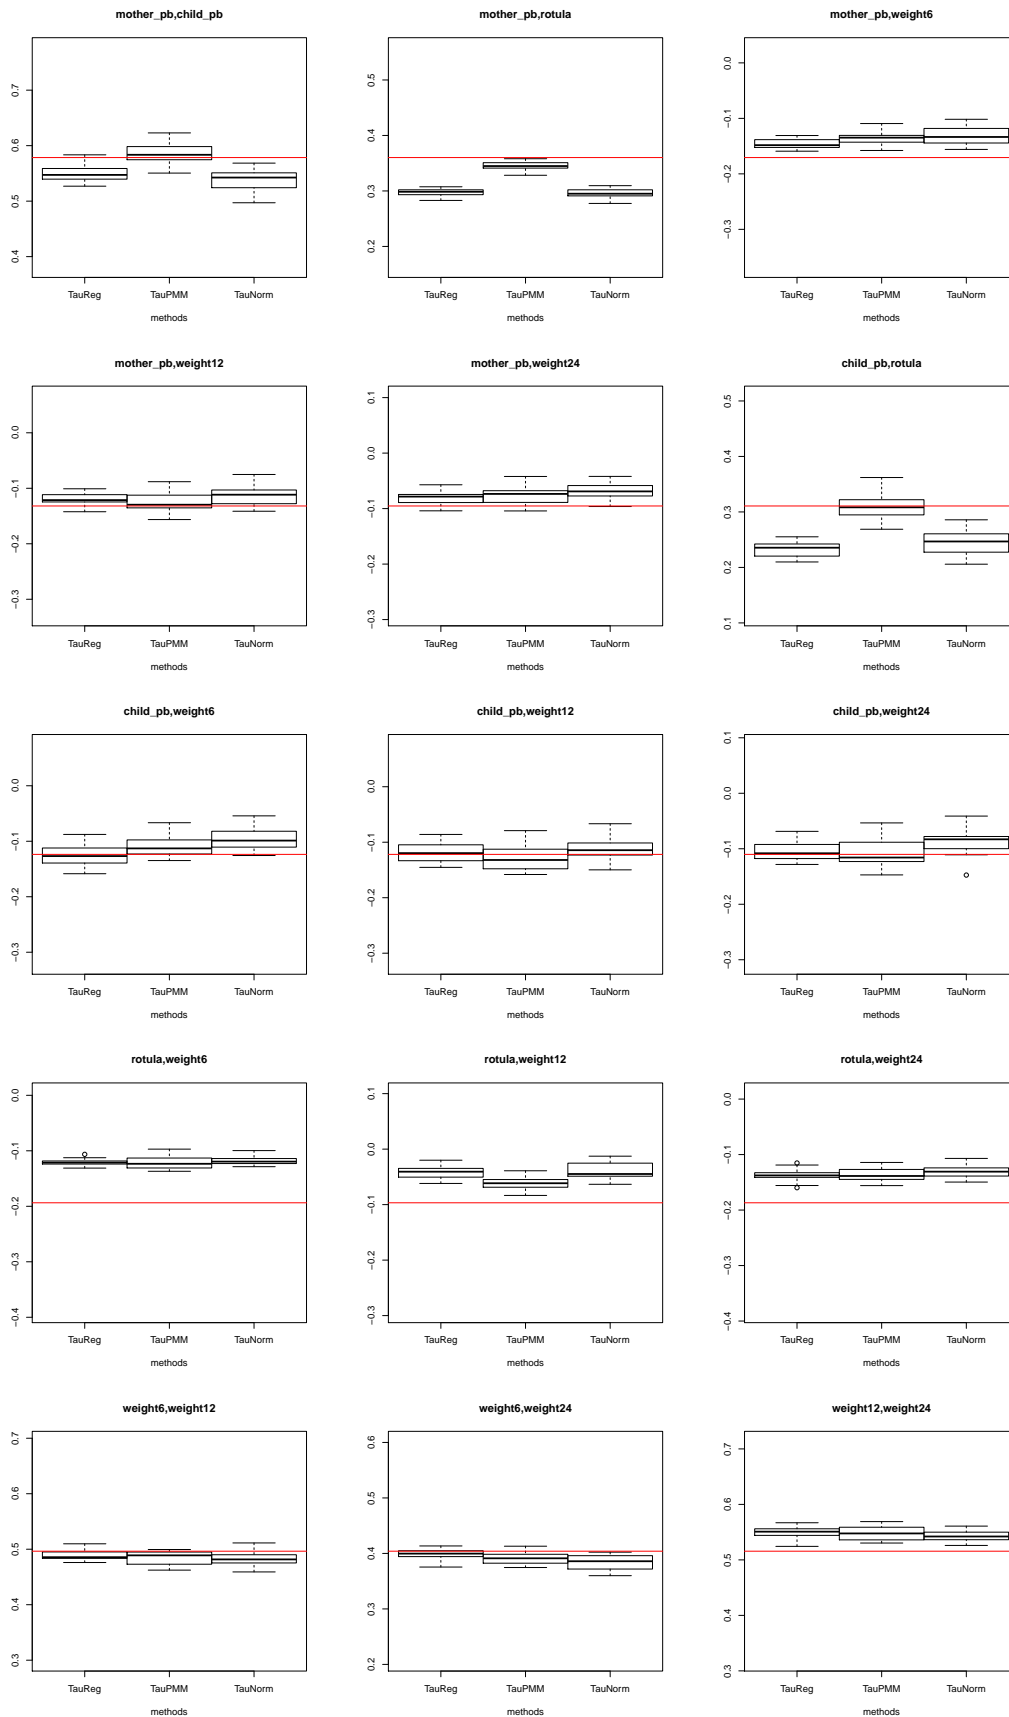 mother_pb,child_pb
0.7
0.6
0.5
0.4
TauReg TauPMM TauNorm
methods
mother_pb,rotula
0.5
0.4
0.3
0.2
TauReg TauPMM TauNorm
methods
mother_pb,weight6
0.0
−0.1
−0.2
−0.3
TauReg TauPMM TauNorm
methods
mother_pb,weight12
0.0
−0.1
−0.2
−0.3
TauReg TauPMM TauNorm
methods
mother_pb,weight24
0.1
0.0
−0.1
−0.2
−0.3
TauReg TauPMM TauNorm
methods
child_pb,rotula
0.5
0.4
0.3
0.2
0.1
TauReg TauPMM TauNorm
methods
child_pb,weight6
0.0
−0.1
−0.2
−0.3
TauReg TauPMM TauNorm
methods
child_pb,weight12
0.0
−0.1
−0.2
−0.3
TauReg TauPMM TauNorm
methods
child_pb,weight24
0.1
0.0
−0.1
−0.2
−0.3
TauReg TauPMM TauNorm
methods
rotula,weight6
0.0
−0.1
−0.2
−0.3
−0.4
TauReg TauPMM TauNorm
methods
rotula,weight12
0.1
0.0
−0.1
−0.2
−0.3
TauReg TauPMM TauNorm
methods
rotula,weight24
0.0
−0.1
−0.2
−0.3
−0.4
TauReg TauPMM TauNorm
methods
weight6,weight12
0.7
0.6
0.5
0.4
0.3
TauReg TauPMM TauNorm
methods
weight6,weight24
0.6
0.5
0.4
0.3
0.2
TauReg TauPMM TauNorm
methods
weight12,weight24
0.7
0.6
0.5
0.4
0.3
TauReg TauPMM TauNorm
methods